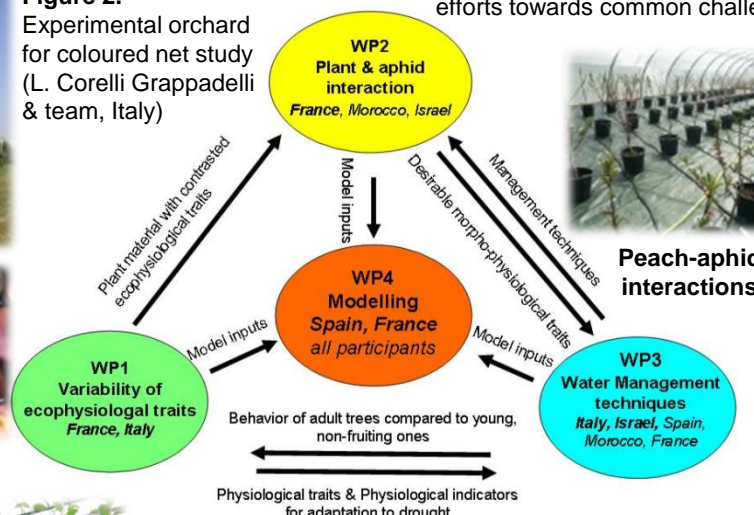 Figure 2.
Experimental orchard
for coloured net study
(L. Corelli Grappadelli
& team, Italy)
efforts towards common challe
WP2
Plant & aphid
interaction
France, Morocco, Israel
Plant material with contrasted
ecophysiological traits
Model inputs
Desirable morpho-physiological traits
Management techniques
Peach-aphid
interactions
WP4
Modelling
Spain, France
all participants
Model inputs
Model inputs
WP1
Variability of
ecophysiologal traits
France, Italy
WP3
Water Management
techniques
Italy, Israel, Spain,
Morocco, France
Behavior of adult trees compared to young,
non-fruiting ones
Physiological traits & Physiological indicators
for adaptation to drought